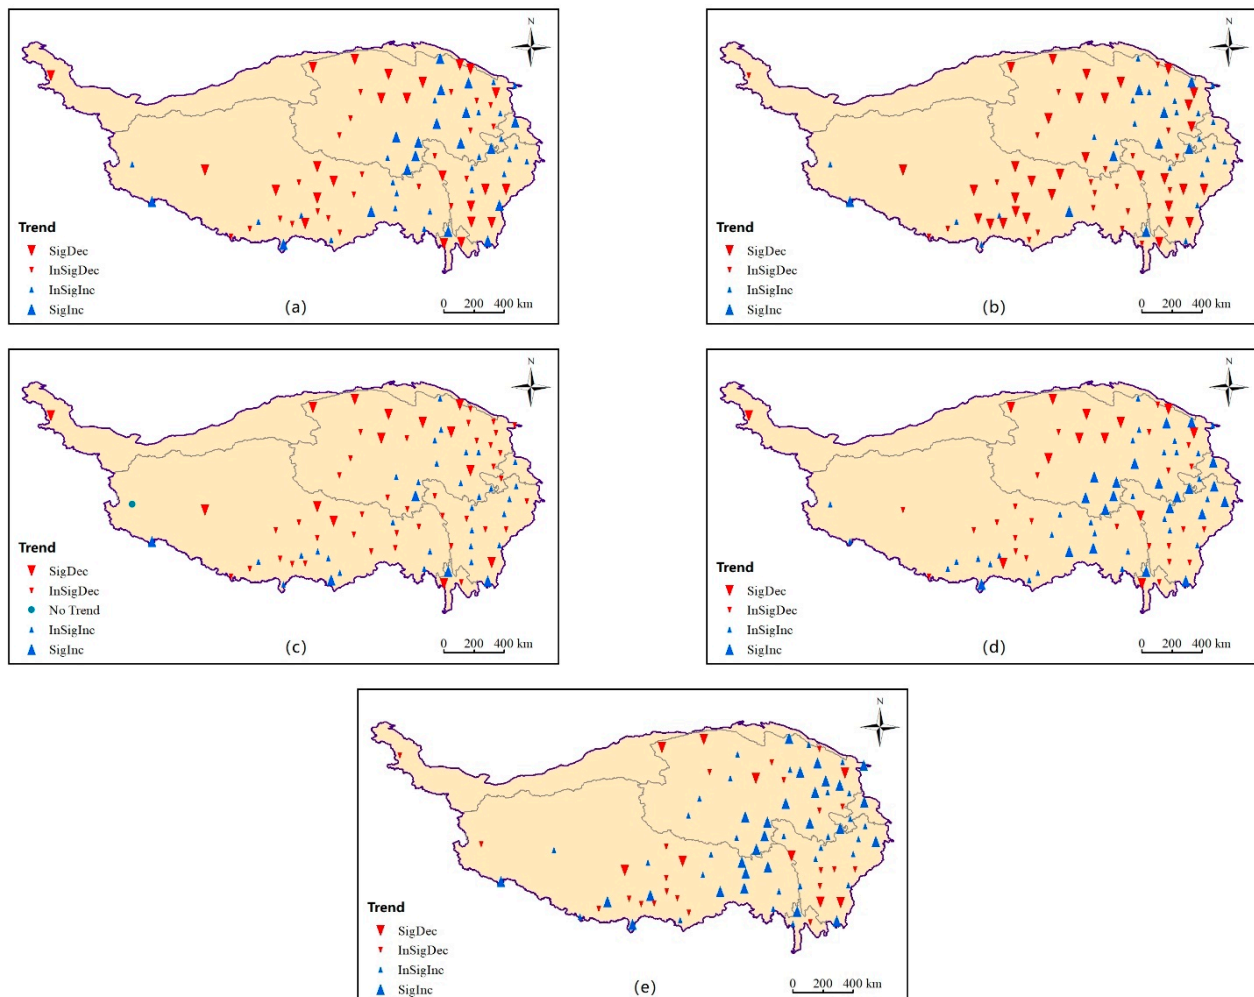 N
Trend
SigDec
InSigDec
InSigInc
SigInc
(a)
0 200 400 km
N
Trend
SigDec
InSigDec
InSigInc
SigInc
(b)
0 200 400 km
N
Trend
SigDec
InSigDec
No Trend
InSigInc
SigInc
(c)
0 200 400 km
N
Trend
SigDec
InSigDec
InSigInc
SigInc
(d)
0 200 400 km
N
Trend
SigDec
InSigDec
InSigInc
SigInc
(e)
0 200 400 km